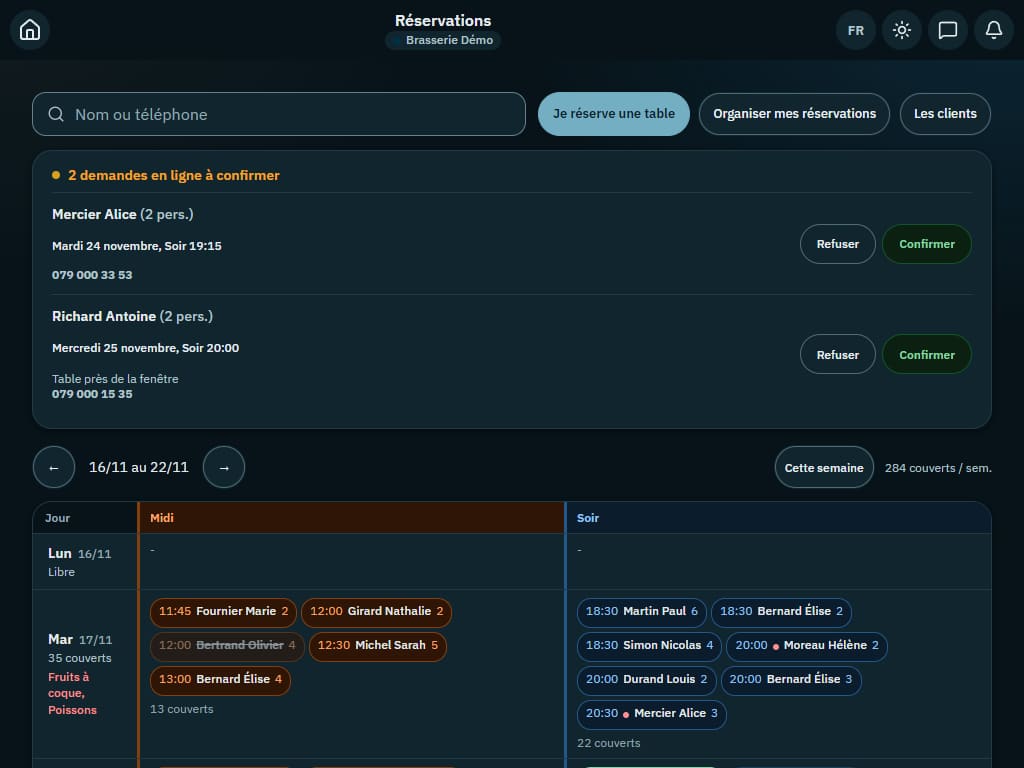 Réservations
Brasserie Démo
FR
Nom ou téléphone
Je réserve une table
Organiser mes réservations
Les clients
2 demandes en ligne à confirmer
Mercier Alice (2 pers.)
Mardi 24 novembre, Soir 19:15
079 000 33 53
Refuser
Confirmer
Richard Antoine (2 pers.)
Mercredi 25 novembre, Soir 20:00
Table près de la fenêtre
079 000 15 35
Refuser
Confirmer
← 16/11 au 22/11 →
Cette semaine
284 couverts / sem.
Jour Midi Soir
Lun 16/11
Libre
-
-
Mar 17/11
35 couverts
Fruits à
coque,
Poissons
11:45 Fournier Marie 2 12:00 Girard Nathalie 2
12:00 Bertrand Olivier 4 12:30 Michel Sarah 5
13:00 Bernard Élise 4
13 couverts
18:30 Martin Paul 6 18:30 Bernard Élise 2
18:30 Simon Nicolas 4 20:00 Moreau Hélène 2
20:00 Durand Louis 2 20:00 Bernard Élise 3
20:30 Mercier Alice 3
22 couverts